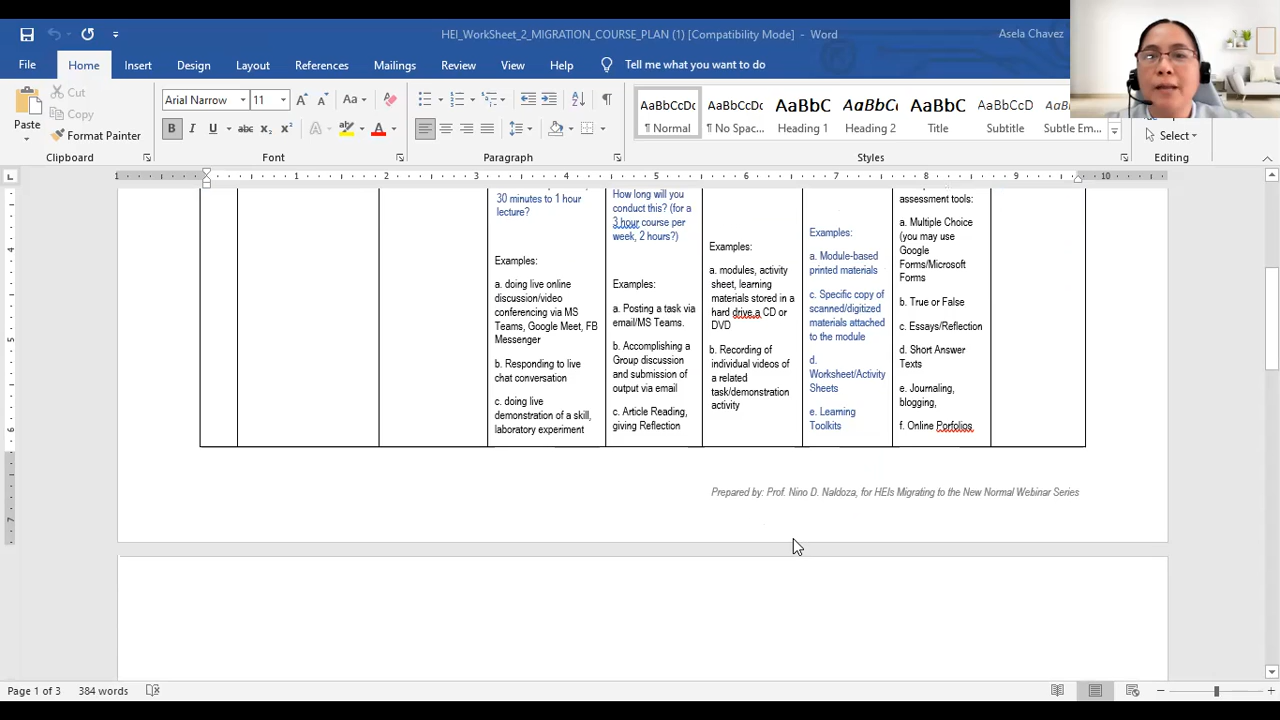 HEI_WorkSheet_2_MIGRATION_COURSE_PLAN (1) [Compatibility Mode] - Word
Asela Chavez
File
Home
Insert
Design
Layout
References
Mailings
Review
View
Help
Tell me what you want to do
Paste
Cut
Copy
Format Painter
Clipboard
Arial Narrow
11
Font
Paragraph
AaBbCcDc
¶ Normal
AaBbCcDc
¶ No Spac...
AaBbC
Heading 1
AaBbC
Heading 2
AaBbC
Title
AaBbCcD
Subtitle
Subtle Em...
Styles
Select
Editing
30 minutes to 1 hour
lecture?
Examples:
a. doing live online
discussion/video
conferencing via MS
Teams, Google Meet, FB
Messenger
b. Responding to live
chat conversation
c. doing live
demonstration of a skill,
laboratory experiment
How long will you
conduct this? (for a
3 hour course per
week, 2 hours?)
Examples:
a. Posting a task via
email/MS Teams.
b. Accomplishing a
Group discussion
and submission of
output via email
c. Article Reading,
giving Reflection
Examples:
a. modules, activity
sheet, learning
materials stored in a
hard drive,a CD or
DVD
b. Recording of
individual videos of
a related
task/demonstration
activity
Examples:
a. Module-based
printed materials
c. Specific copy of
scanned/digitized
materials attached
to the module
d.
Worksheet/Activity
Sheets
e. Learning
Toolkits
assessment tools:
a. Multiple Choice
(you may use
Google
Forms/Microsoft
Forms
b. True or False
c. Essays/Reflection
d. Short Answer
Texts
e. Journaling,
blogging,
f. Online Porfolios
Prepared by: Prof. Nino D. Naldoza, for HEIs Migrating to the New Normal Webinar Series
Page 1 of 3
384 words